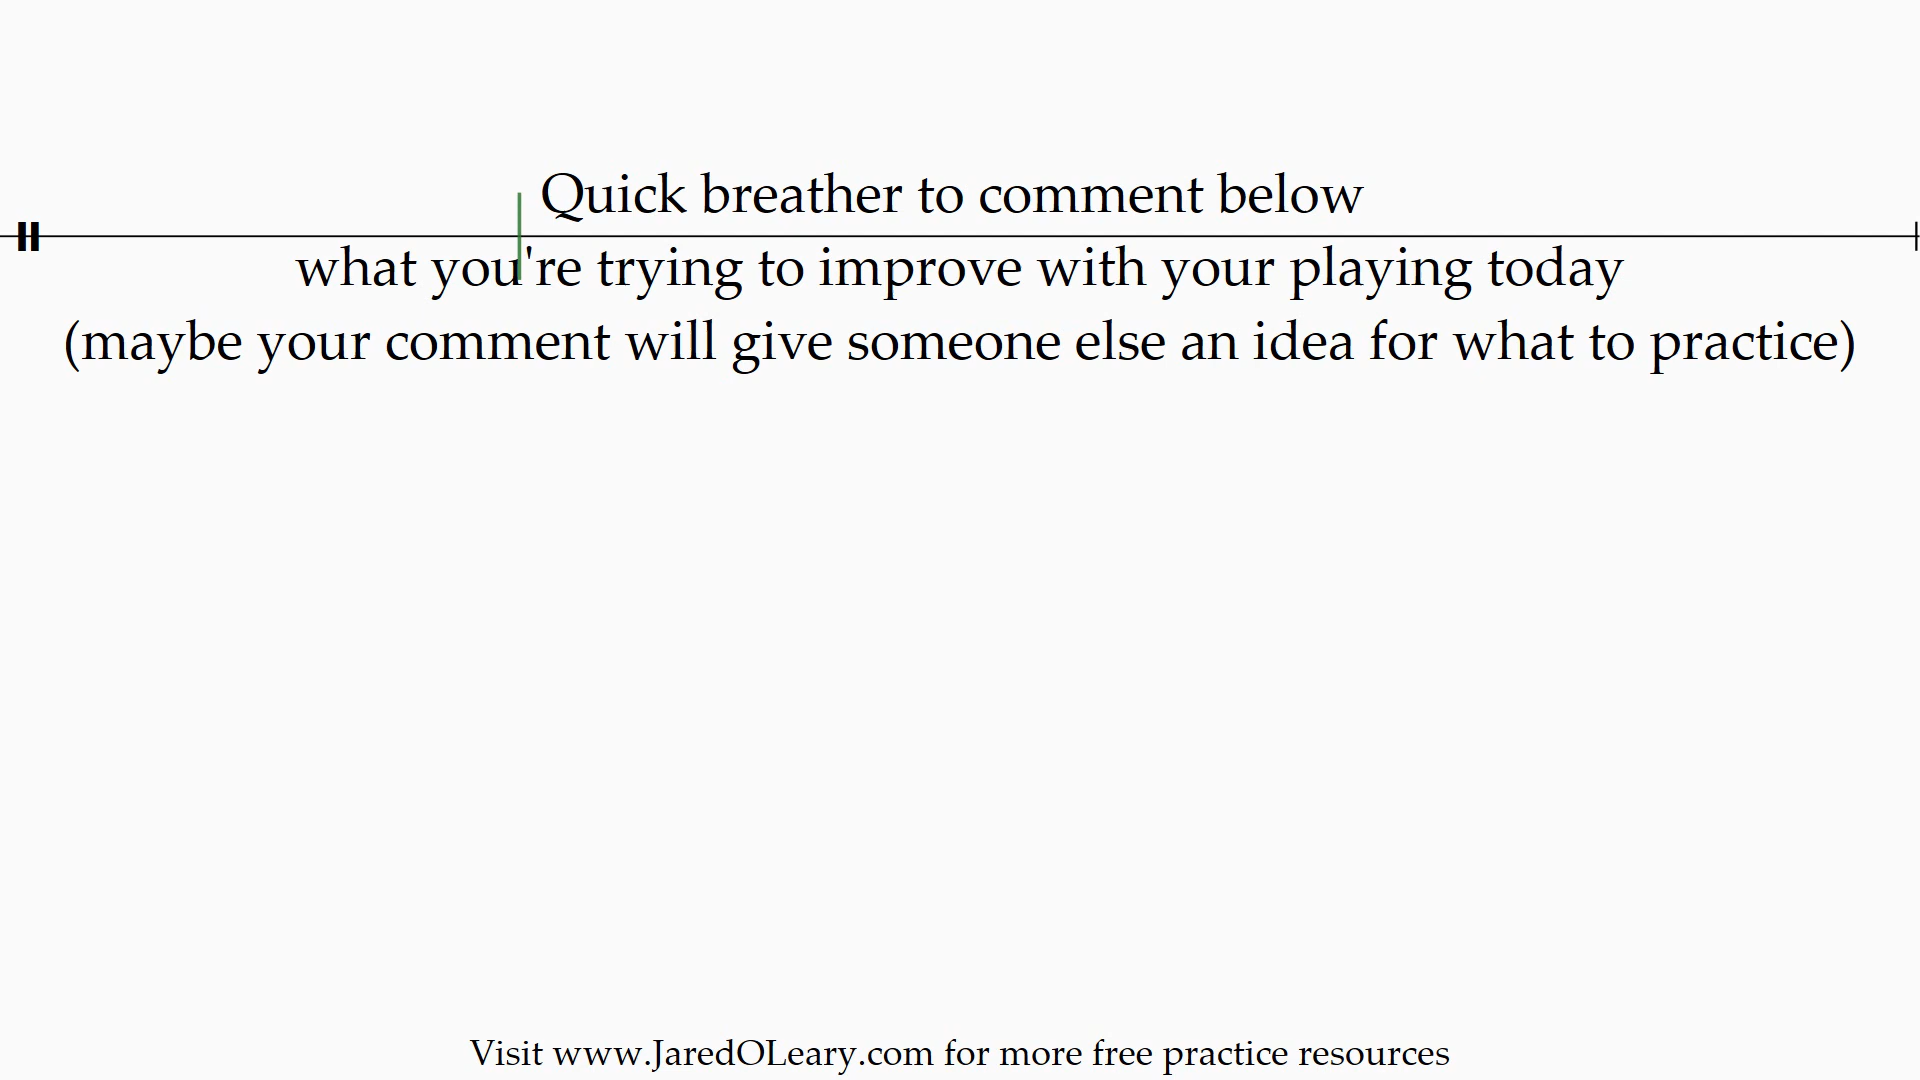 Quick breather to comment below
what you're trying to improve with your playing today
(maybe your comment will give someone else an idea for what to practice)
Visit www.JaredOLeary.com for more free practice resources